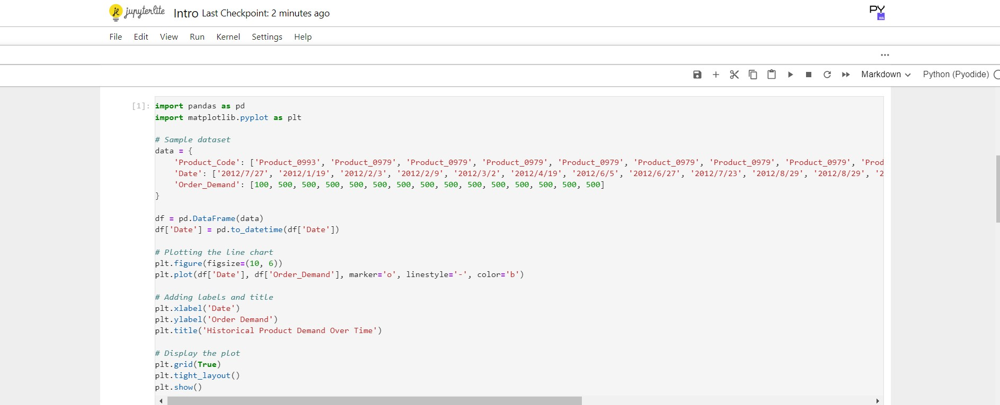 jupyterlite Intro Last Checkpoint: 2 minutes ago
PY
WA
File Edit View Run Kernel Settings Help
Markdown Python (Pyodide)
[1]: import pandas as pd
import matplotlib.pyplot as plt
# Sample dataset
data = {
'Product_Code': ['Product_0993', 'Product_0979', 'Product_0979', 'Product_0979', 'Product_0979', 'Product_0979', 'Product_0979', 'Product_0979', 'Prod
'Date': ['2012/7/27', '2012/1/19', '2012/2/3', '2012/2/9', '2012/3/2', '2012/4/19', '2012/6/5', '2012/6/27', '2012/7/23', '2012/8/29', '2012/8/29', '2
'Order_Demand': [100, 500, 500, 500, 500, 500, 500, 500, 500, 500, 500, 500, 500, 500, 500]
}
df = pd.DataFrame(data)
df['Date'] = pd.to_datetime(df['Date'])
# Plotting the line chart
plt.figure(figsize=(10, 6))
plt.plot(df['Date'], df['Order_Demand'], marker='o', linestyle='-', color='b')
# Adding labels and title
plt.xlabel('Date')
plt.ylabel('Order Demand')
plt.title('Historical Product Demand Over Time')
# Display the plot
plt.grid(True)
plt.tight_layout()
plt.show()